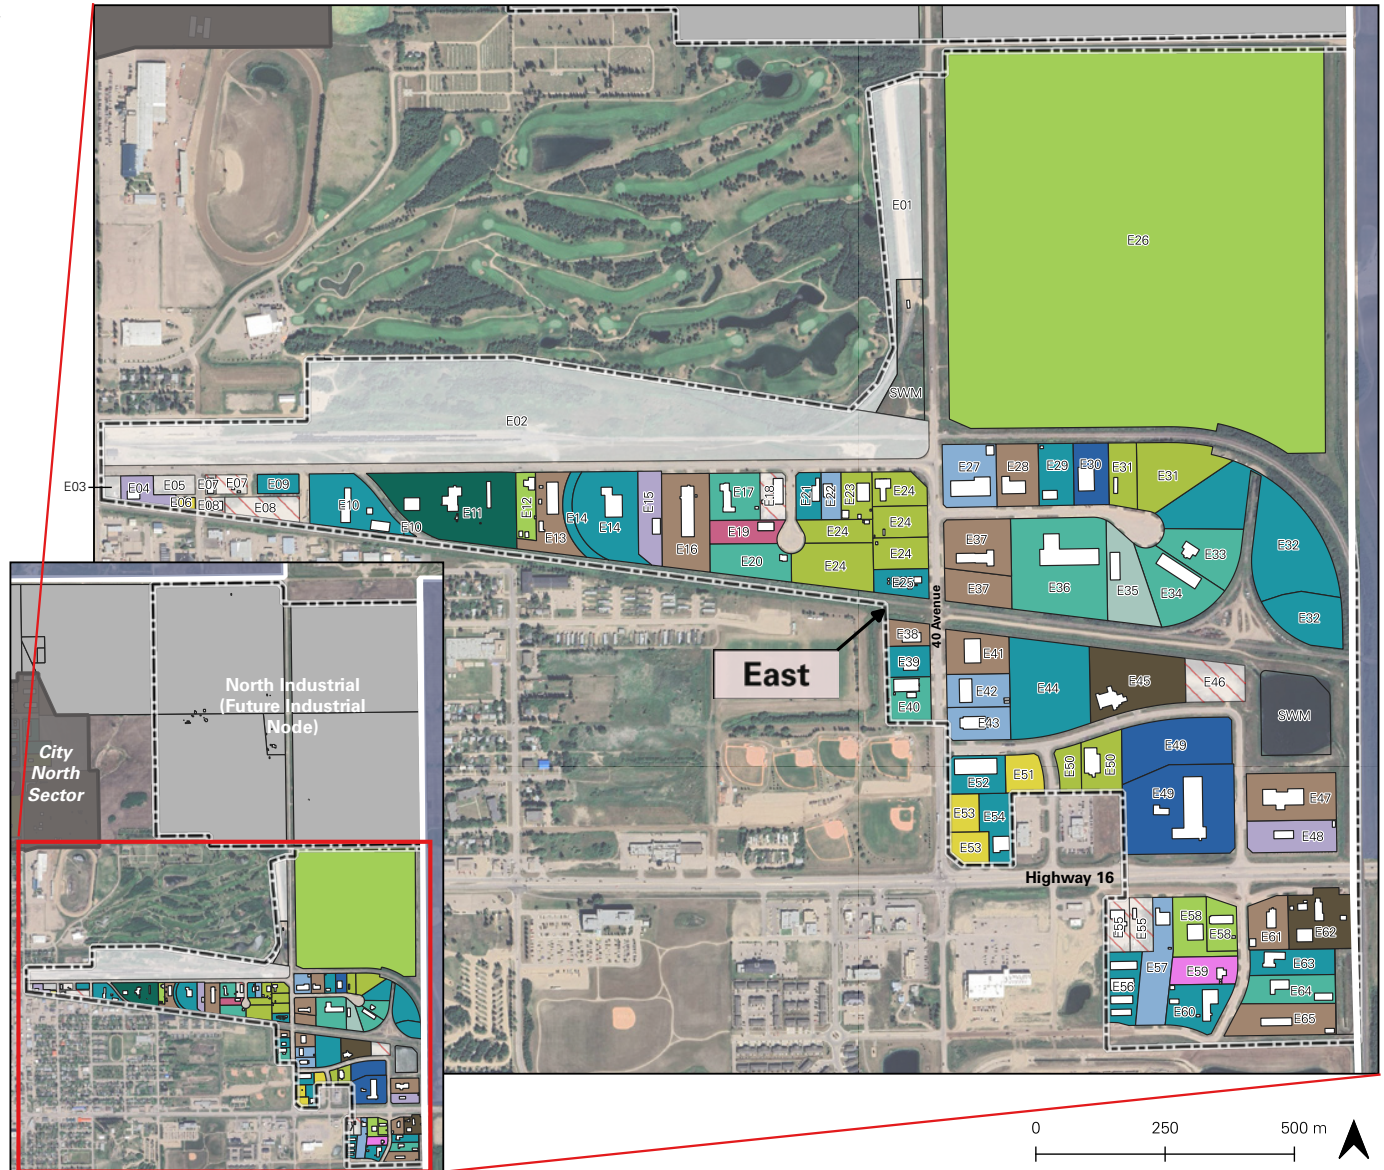 E01
E26
SWM
E02
E03
E04
E05
E06
E07
E07
E08
E08
E09
E10
E10
E11
E12
E13
E14
E14
E15
E16
E17
E18
E19
E20
E21
E22
E23
E24
E24
E24
E24
E24
E25
E27
E28
E29
E30
E31
E31
E32
E32
E33
E34
E35
E36
E37
E37
40 Avenue
E38
E39
E40
East
E41
E42
E43
E44
E45
E46
SWM
E47
E48
E49
E49
E50
E50
E51
E52
E53
E53
E54
Highway 16
E55
E55
E56
E57
E58
E58
E59
E60
E61
E62
E63
E64
E65
North Industrial
(Future Industrial
Node)
City
North
Sector
0 250 500 m